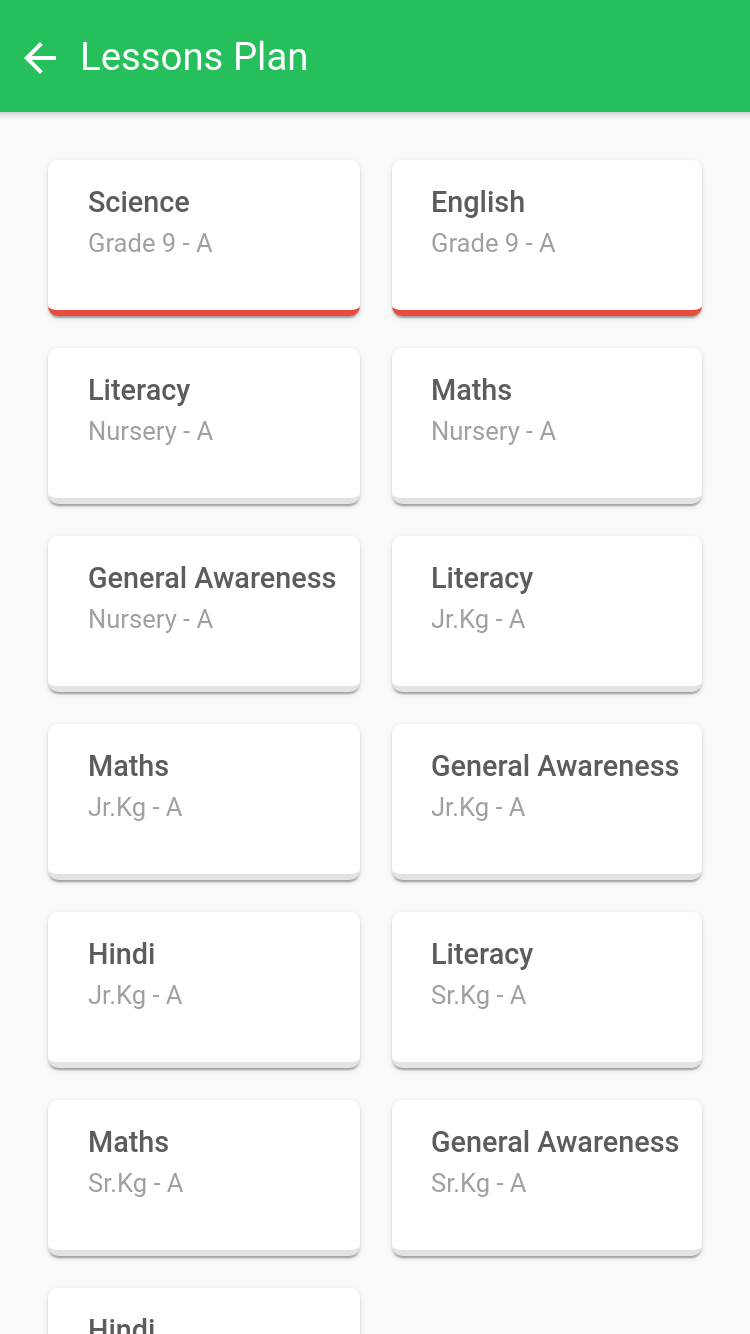 Lessons Plan
Science
Grade 9 - A
English
Grade 9 - A
Literacy
Nursery - A
Maths
Nursery - A
General Awareness
Nursery - A
Literacy
Jr.Kg - A
Maths
Jr.Kg - A
General Awareness
Jr.Kg - A
Hindi
Jr.Kg - A
Literacy
Sr.Kg - A
Maths
Sr.Kg - A
General Awareness
Sr.Kg - A
Hindi